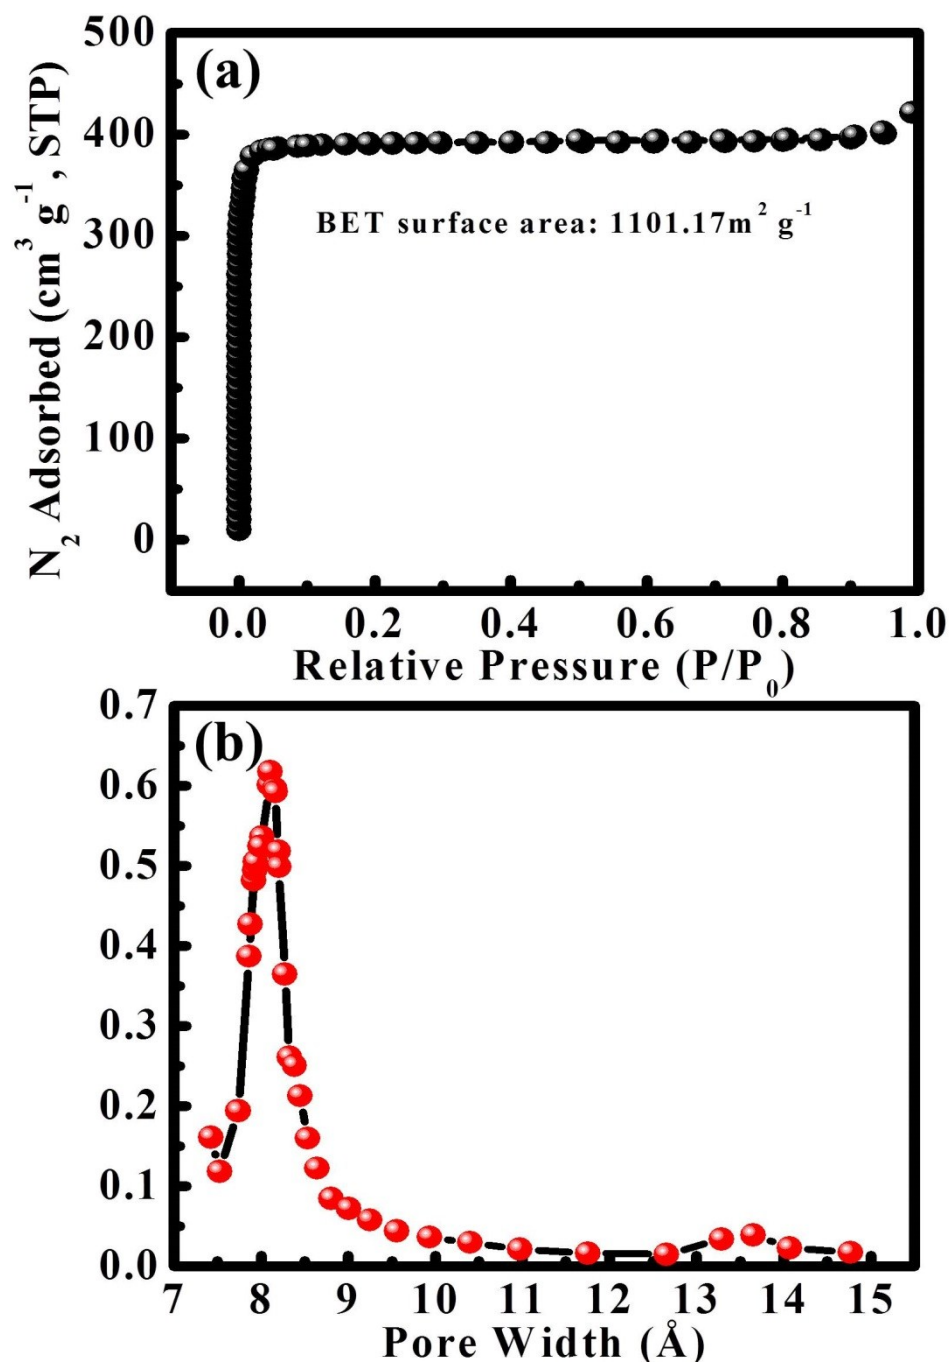 (a)
N₂ Adsorbed (cm³ g⁻¹, STP)
500
400
300
200
100
0
BET surface area: 1101.17m² g⁻¹
0.0 0.2 0.4 0.6 0.8 1.0
Relative Pressure (P/P₀)
(b)
0.7
0.6
0.5
0.4
0.3
0.2
0.1
0.0
7 8 9 10 11 12 13 14 15
Pore Width (Å)